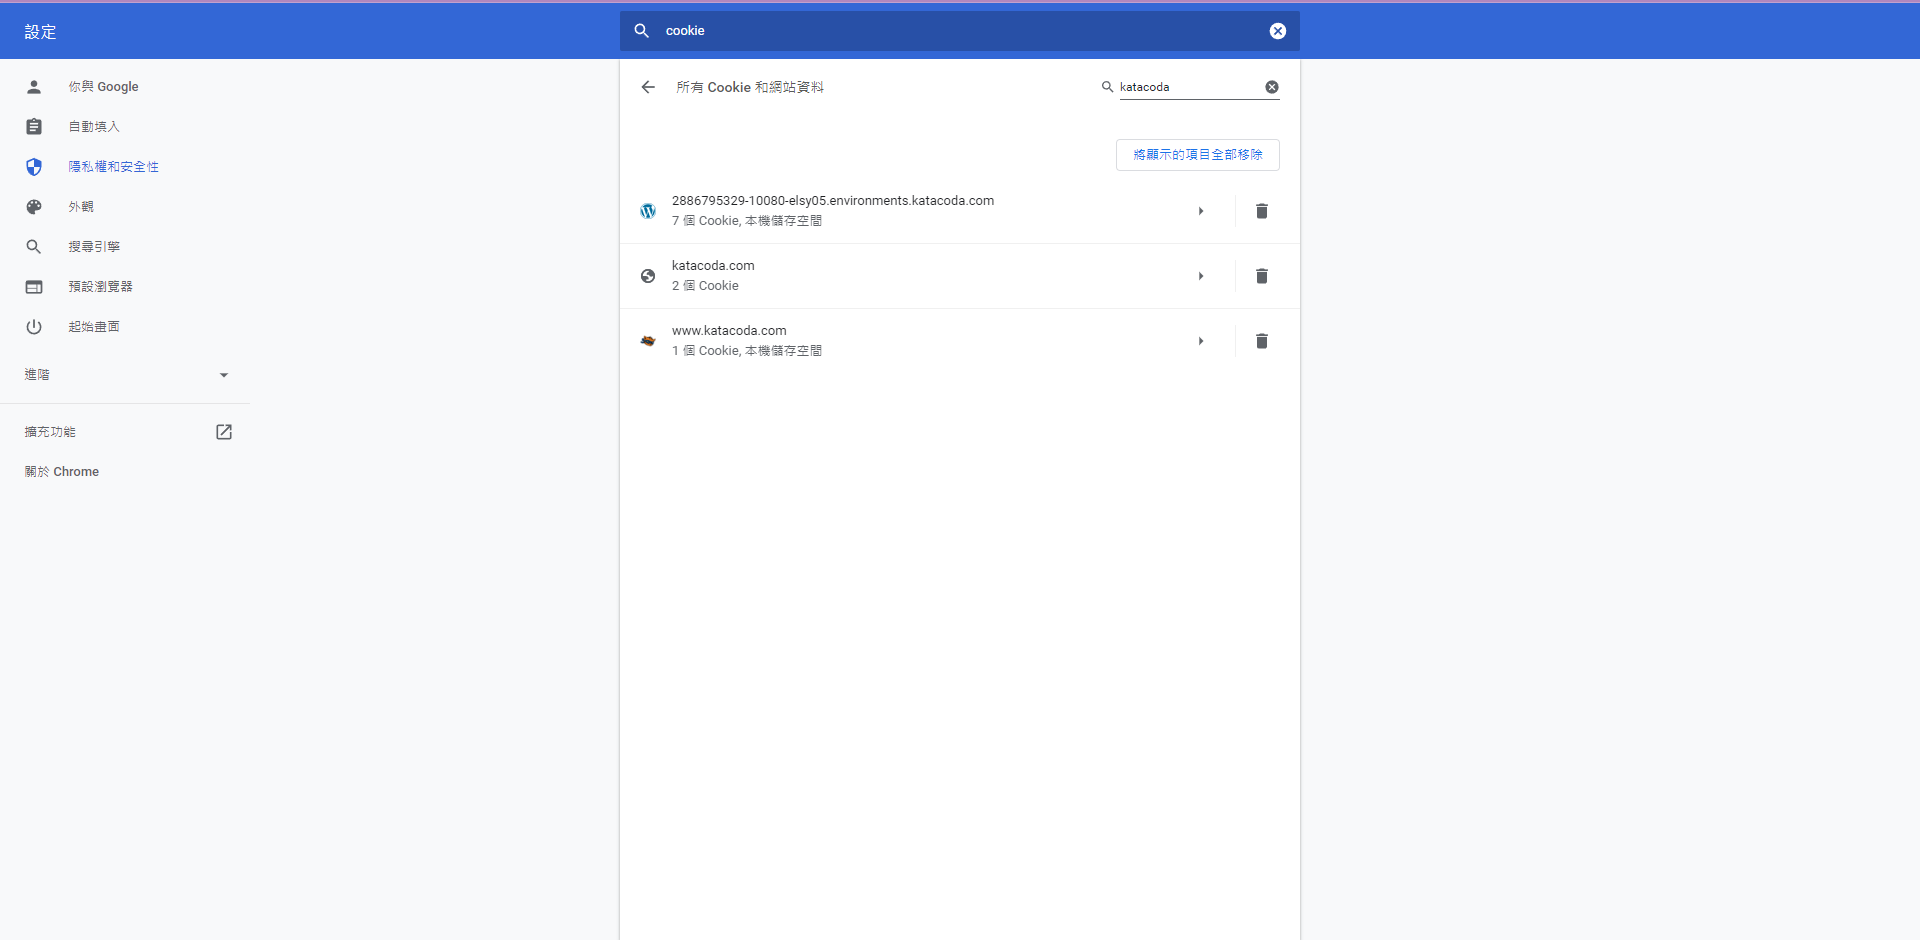 設定
cookie
你與 Google
自動填入
隱私權和安全性
外觀
搜尋引擎
預設瀏覽器
起始畫面
進階
擴充功能
關於 Chrome
所有 Cookie 和網站資料
katacoda
將顯示的項目全部移除
2886795329-10080-elsy05.environments.katacoda.com
7 個 Cookie, 本機儲存空間
katacoda.com
2 個 Cookie
www.katacoda.com
1 個 Cookie, 本機儲存空間